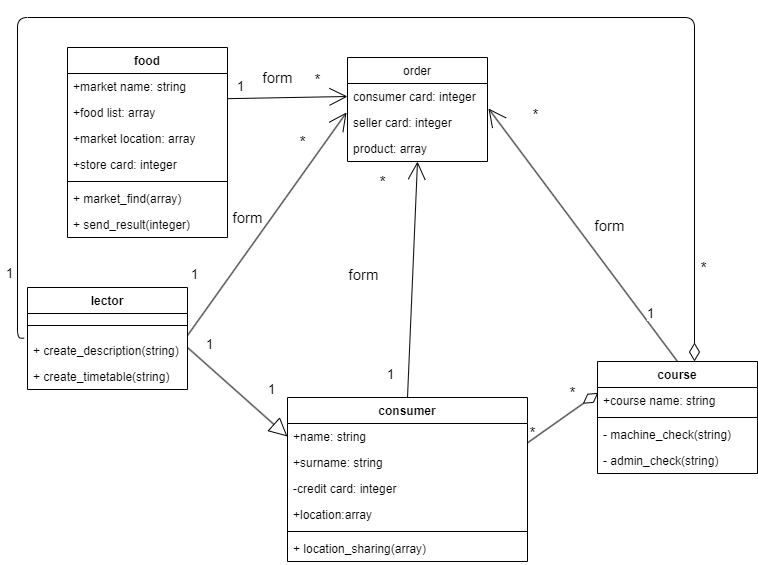 food
+market name: string
+food list: array
+market location: array
+store card: integer
+ market_find(array)
+ send_result(integer)
1
form
*
order
consumer card: integer
seller card: integer
product: array
*
form
1
*
form
1
*
form
1
1
*
lector
+ create_description(string)
+ create_timetable(string)
1
1
consumer
+name: string
+surname: string
-credit card: integer
+location:array
+ location_sharing(array)
*
*
course
+course name: string
- machine_check(string)
- admin_check(string)